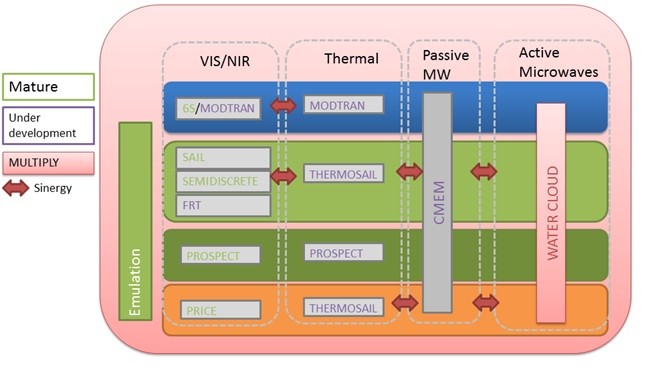 Mature
Under
development
MULTIPLY
Sinergy
Emulation
VIS/NIR
Thermal
Passive
MW
Active
Microwaves
6S/MODTRAN
MODTRAN
SAIL
SEMIDISCRETE
FRT
THERMOSAIL
PROSPECT
PROSPECT
PRICE
THERMOSAIL
CMEM
WATER CLOUD